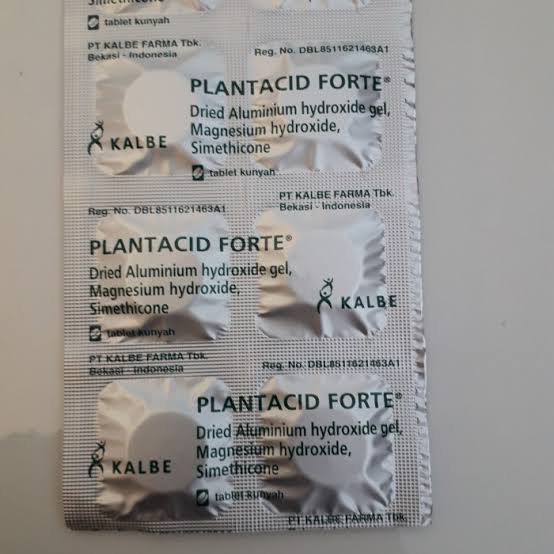 Simethicone
tablet kunyah
PT KALBE FARMA Tbk.
Bekasi - Indonesia
Reg. No. DBL8511621463A1
PLANTACID FORTE®
Dried Aluminium hydroxide gel,
Magnesium hydroxide,
Simethicone
KALBE
tablet kunyah
PT KALBE FARMA Tbk.
Bekasi - Indonesia
Reg. No. DBL8511621463A1
PLANTACID FORTE®
Dried Aluminium hydroxide gel,
Magnesium hydroxide,
Simethicone
KALBE
tablet kunyah
PT KALBE FARMA Tbk.
Bekasi - Indonesia
Reg. No. DBL8511621463A1
PLANTACID FORTE®
Dried Aluminium hydroxide gel,
Magnesium hydroxide,
Simethicone
KALBE
tablet kunyah
PT KALBE FARMA Tbk.